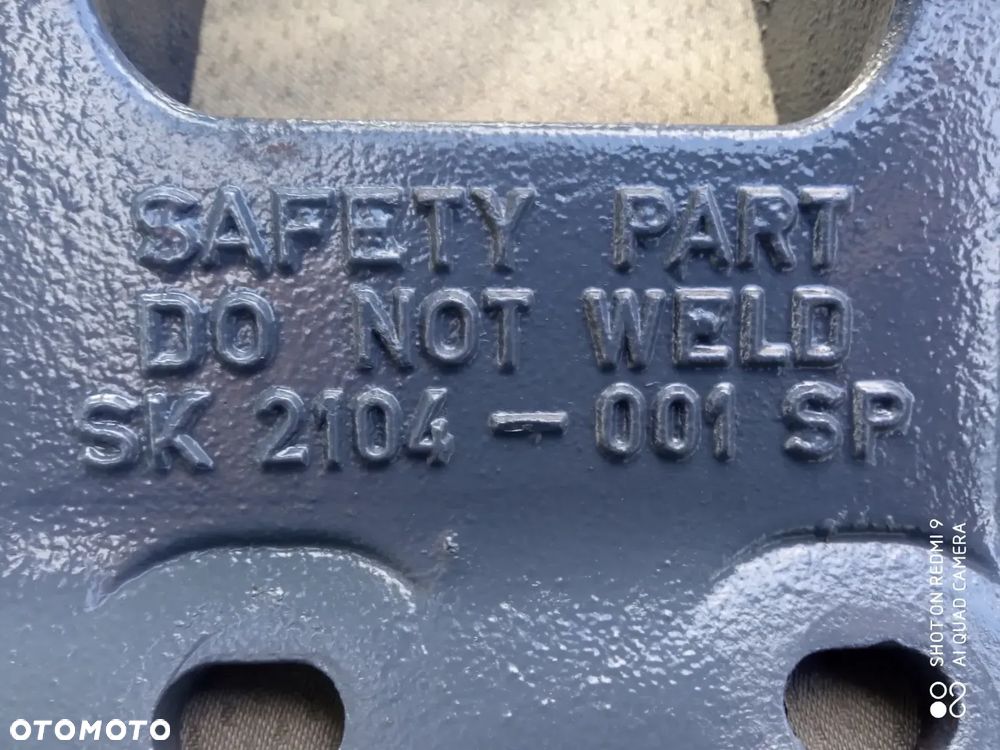 SAFETY PART
DO NOT WELD
SK 2104 - 001 SP
SHOT ON REDMI 9
AI QUAD CAMERA
OTOMOTO